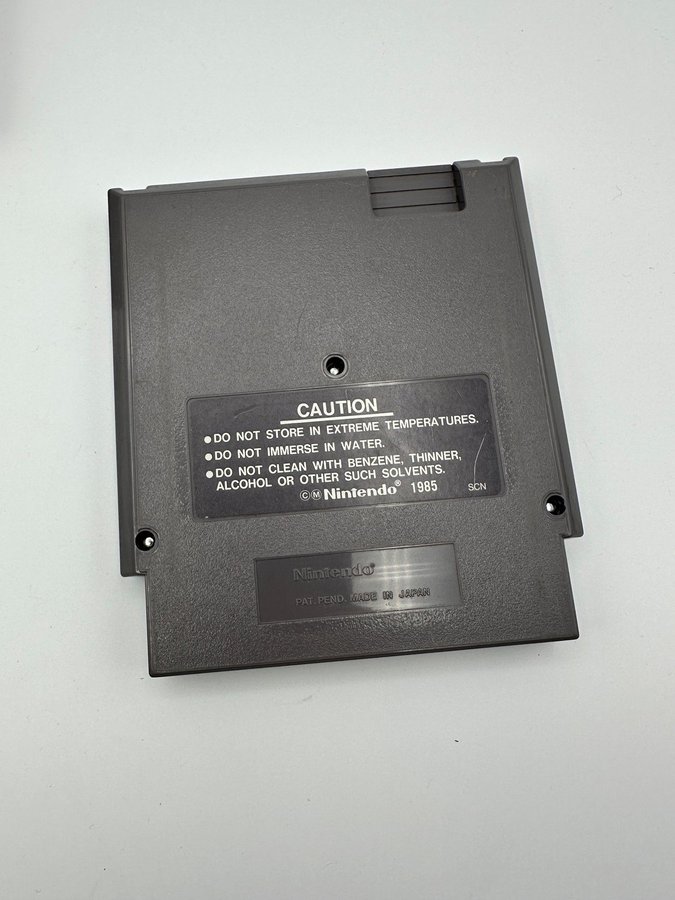 CAUTION
● DO NOT STORE IN EXTREME TEMPERATURES.
● DO NOT IMMERSE IN WATER.
● DO NOT CLEAN WITH BENZENE, THINNER,
ALCOHOL OR OTHER SUCH SOLVENTS.
©Ⓜ Nintendo® 1985 SCN
Nintendo®
PAT. PEND. MADE IN JAPAN